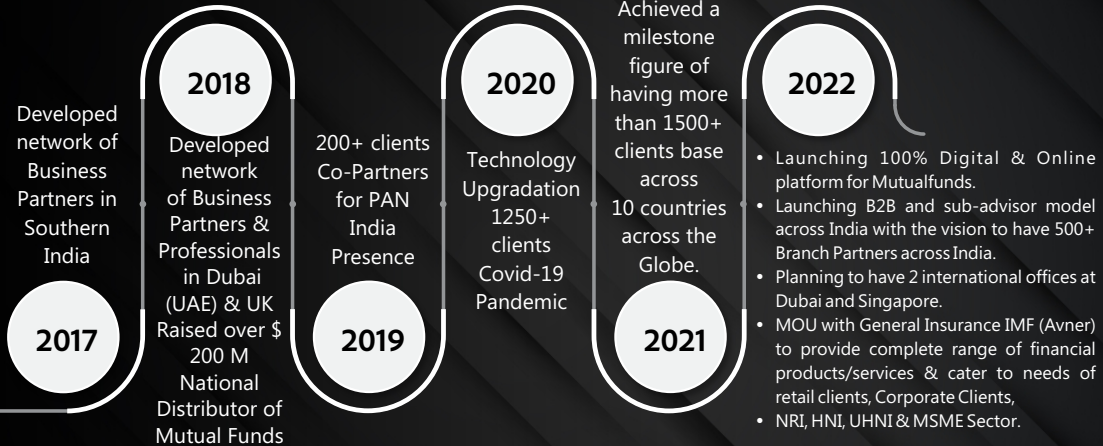 Developed
network of
Business
Partners in
Southern
India
2017
2018
Developed
network
of Business
Partners &
Professionals
in Dubai
(UAE) & UK
Raised over $
200 M
National
Distributor of
Mutual Funds
200+ clients
Co-Partners
for PAN
India
Presence
2019
2020
Technology
Upgradation
1250+
clients
Covid-19
Pandemic
Achieved a
milestone
figure of
having more
than 1500+
clients base
across
10 countries
across the
Globe.
2021
2022
• Launching 100% Digital & Online
platform for Mutualfunds.
• Launching B2B and sub-advisor model
across India with the vision to have 500+
Branch Partners across India.
• Planning to have 2 international offices at
Dubai and Singapore.
• MOU with General Insurance IMF (Avner)
to provide complete range of financial
products/services & cater to needs of
retail clients, Corporate Clients,
• NRI, HNI, UHNI & MSME Sector.